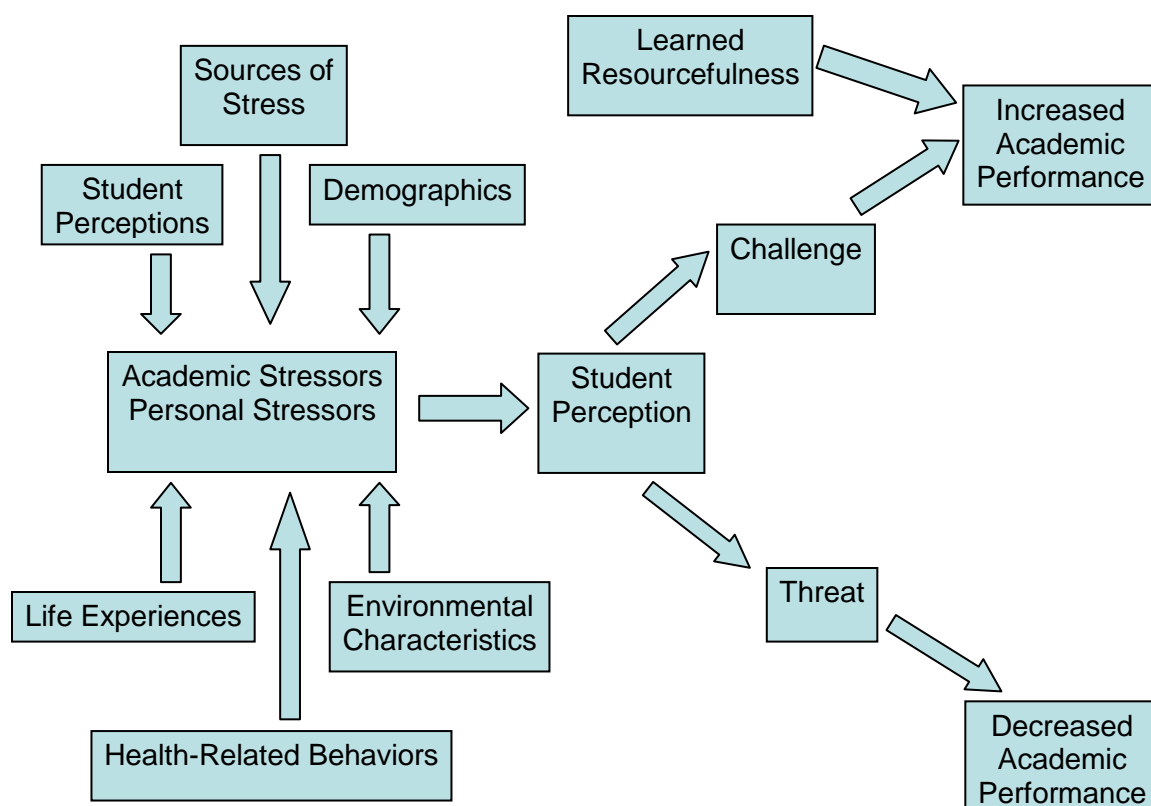 Sources of
Stress
Learned
Resourcefulness
Increased
Academic
Performance
Student
Perceptions
Demographics
Challenge
Academic Stressors
Personal Stressors
Student
Perception
Life Experiences
Environmental
Characteristics
Threat
Health-Related Behaviors
Decreased
Academic
Performance